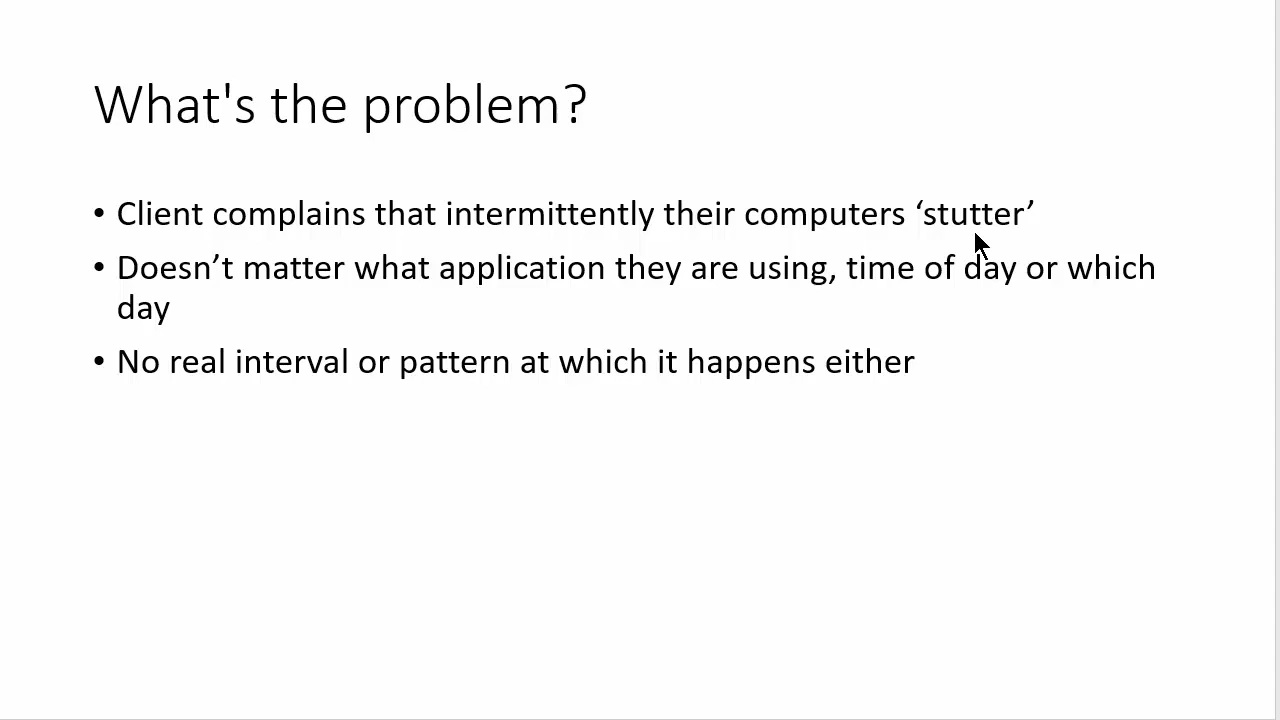 What's the problem?
• Client complains that intermittently their computers ‘stutter’
• Doesn’t matter what application they are using, time of day or which
day
• No real interval or pattern at which it happens either